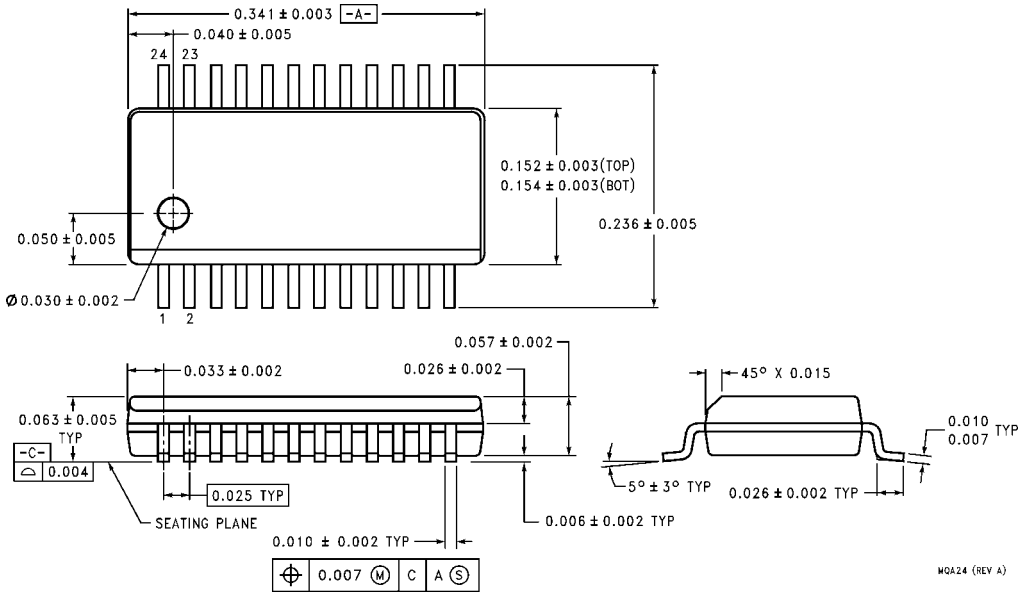 0.341 ± 0.003 -A-
0.040 ± 0.005
24 23
0.152 ± 0.003(TOP)
0.154 ± 0.003(BOT)
0.236 ± 0.005
0.050 ± 0.005
Ø 0.030 ± 0.002
1 2
0.057 ± 0.002
0.033 ± 0.002
0.026 ± 0.002
45° X 0.015
0.063 ± 0.005
TYP
0.010
0.007 TYP
-C-
⌓ 0.004
0.025 TYP
5° ± 3° TYP
0.026 ± 0.002 TYP
SEATING PLANE
0.006 ± 0.002 TYP
0.010 ± 0.002 TYP
⌖ 0.007 Ⓜ C A Ⓢ
MQA24 (REV A)